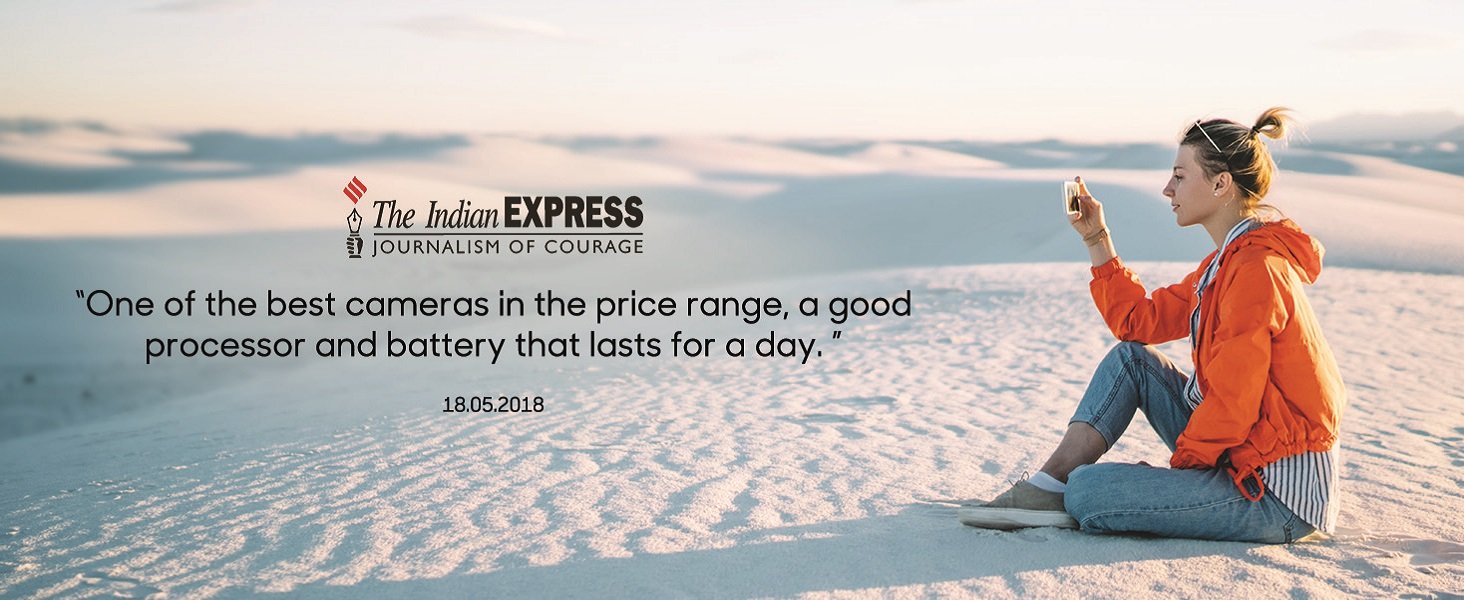 The Indian EXPRESS
JOURNALISM OF COURAGE
"One of the best cameras in the price range, a good
processor and battery that lasts for a day. "
18.05.2018